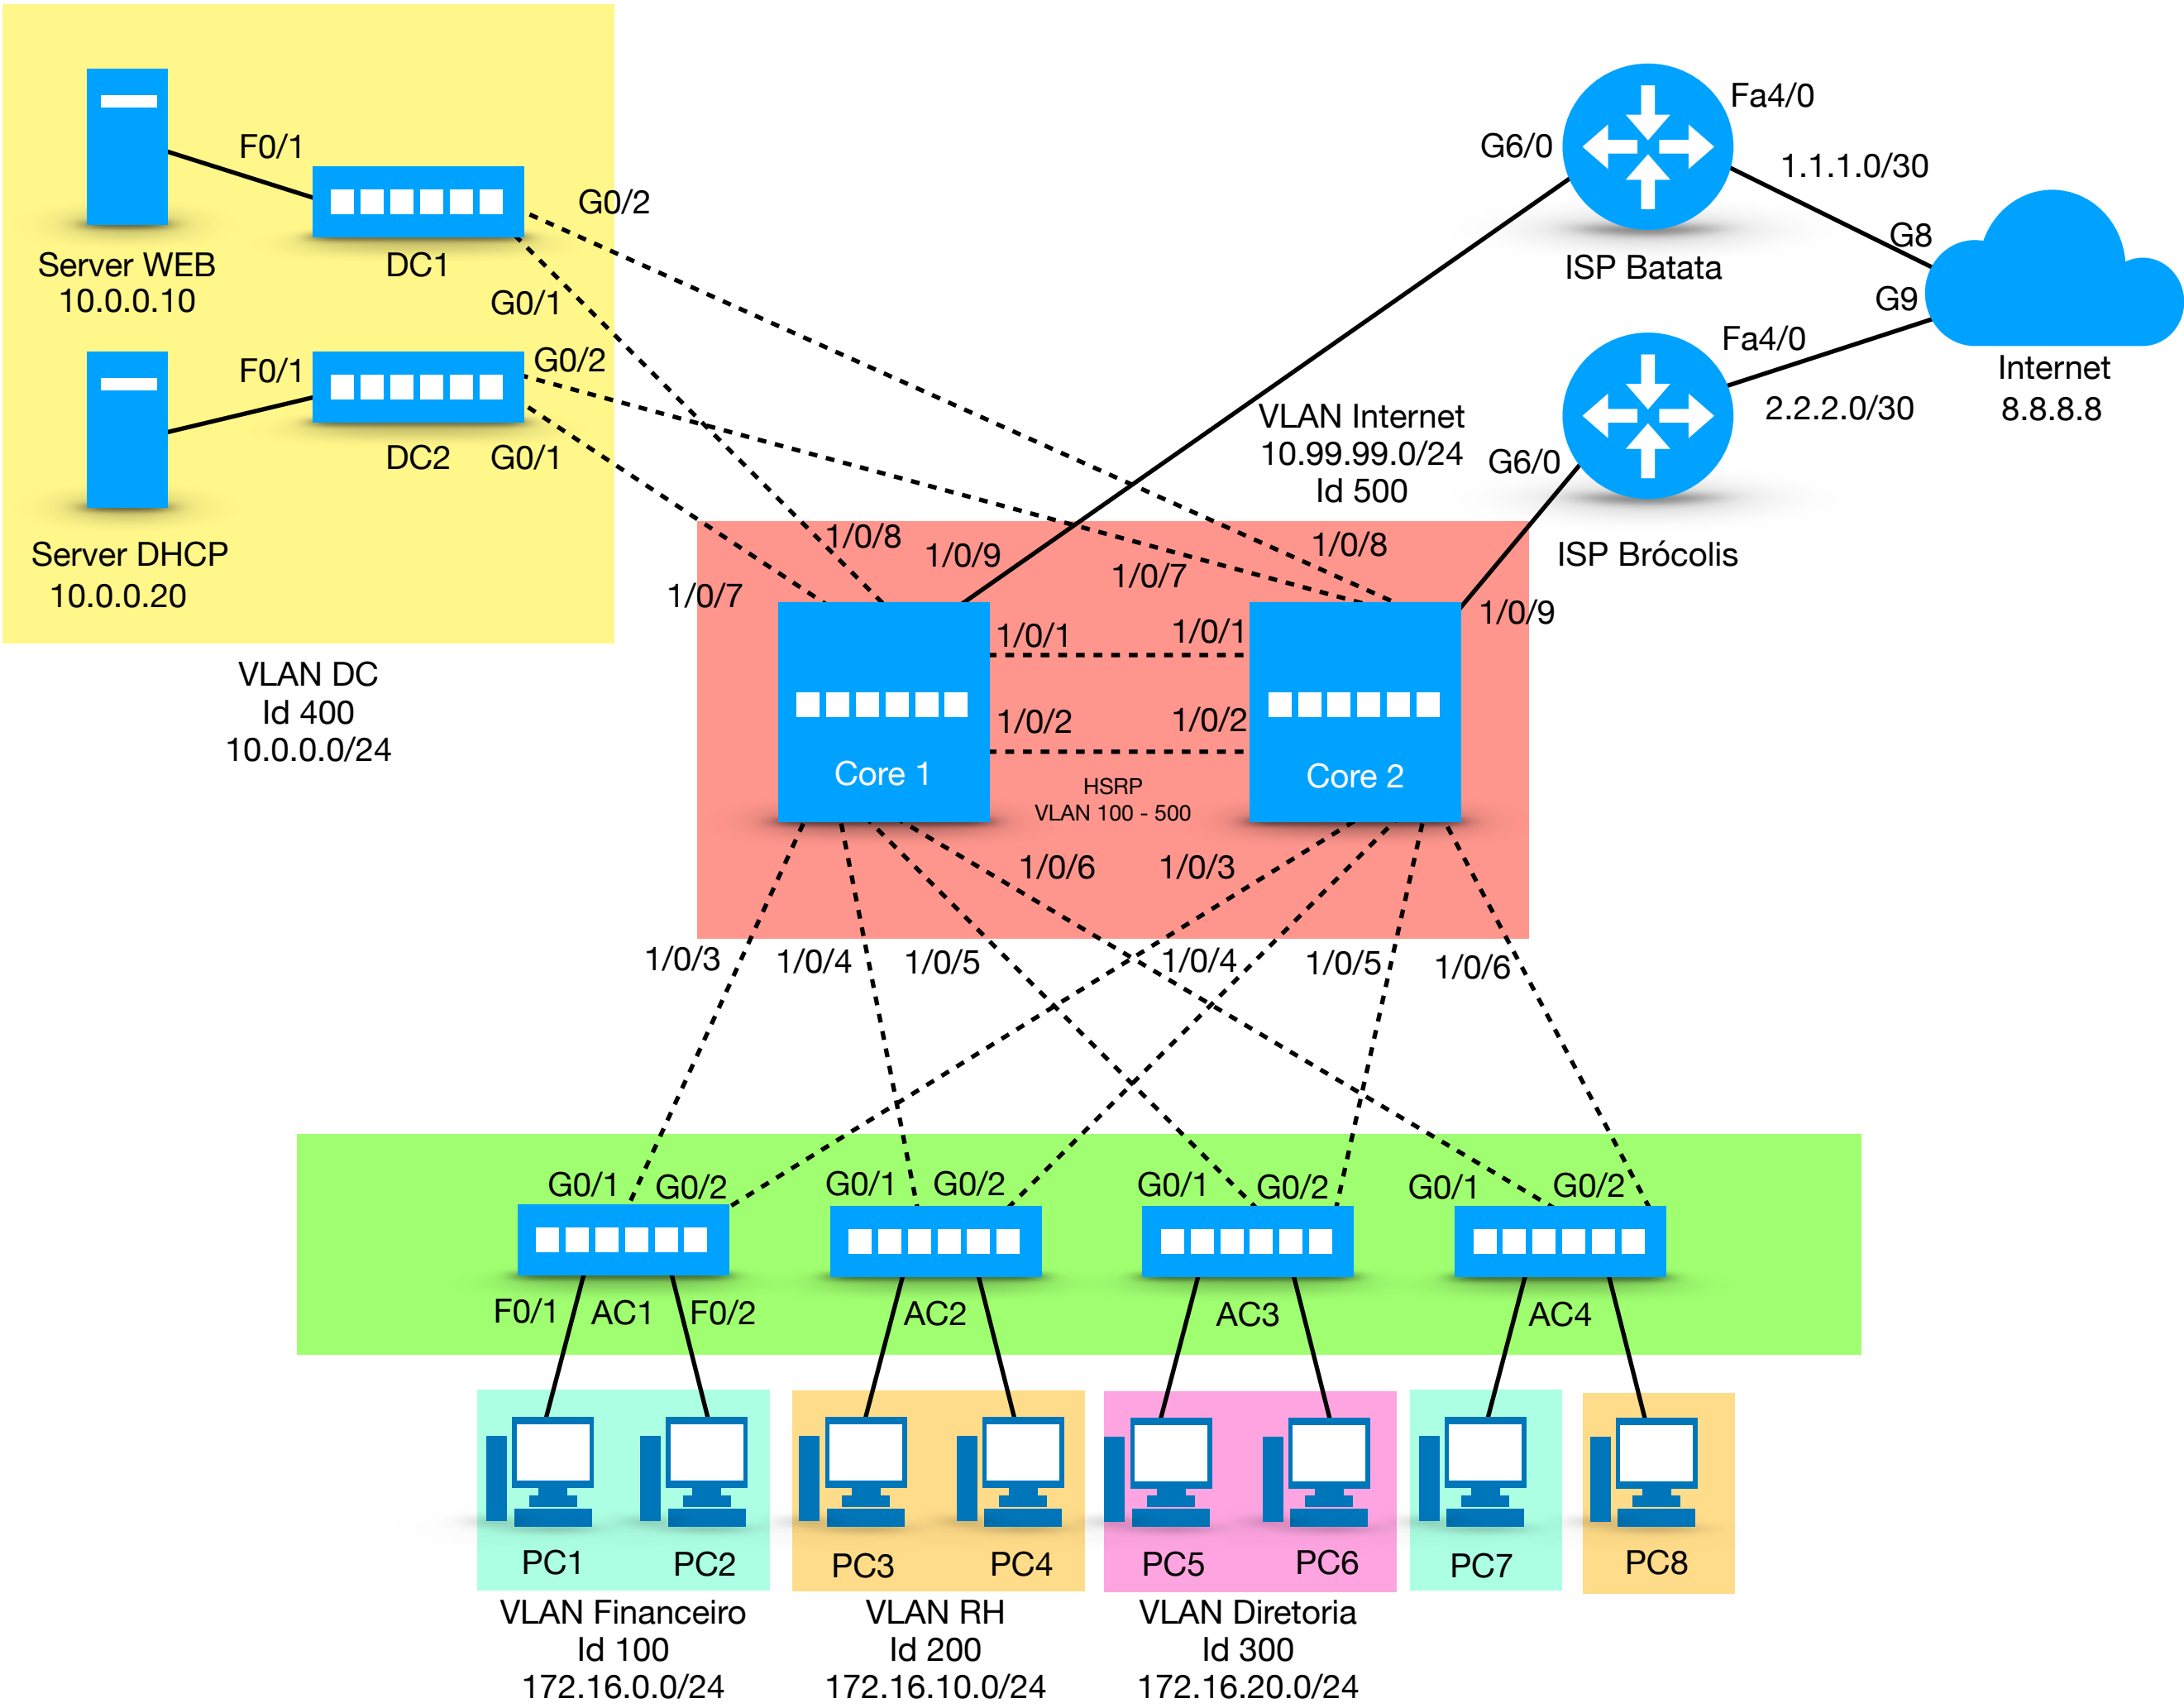 Fa4/0
G6/0
1.1.1.0/30
F0/1
G0/2
G8
Server WEB
10.0.0.10
DC1
ISP Batata
G0/1
G9
Fa4/0
F0/1
G0/2
Internet
8.8.8.8
2.2.2.0/30
VLAN Internet
10.99.99.0/24
Id 500
G6/0
DC2
G0/1
Server DHCP
10.0.0.20
ISP Brócolis
1/0/8
1/0/9
1/0/8
1/0/7
1/0/7
1/0/9
1/0/1
1/0/1
VLAN DC
Id 400
10.0.0.0/24
1/0/2
1/0/2
Core 1
Core 2
HSRP
VLAN 100 - 500
1/0/6
1/0/3
1/0/3
1/0/4
1/0/5
1/0/4
1/0/5
1/0/6
G0/1
G0/2
G0/1
G0/2
G0/1
G0/2
G0/1
G0/2
F0/1
AC1
F0/2
AC2
AC3
AC4
PC1
PC2
PC3
PC4
PC5
PC6
PC7
PC8
VLAN Financeiro
Id 100
172.16.0.0/24
VLAN RH
Id 200
172.16.10.0/24
VLAN Diretoria
Id 300
172.16.20.0/24